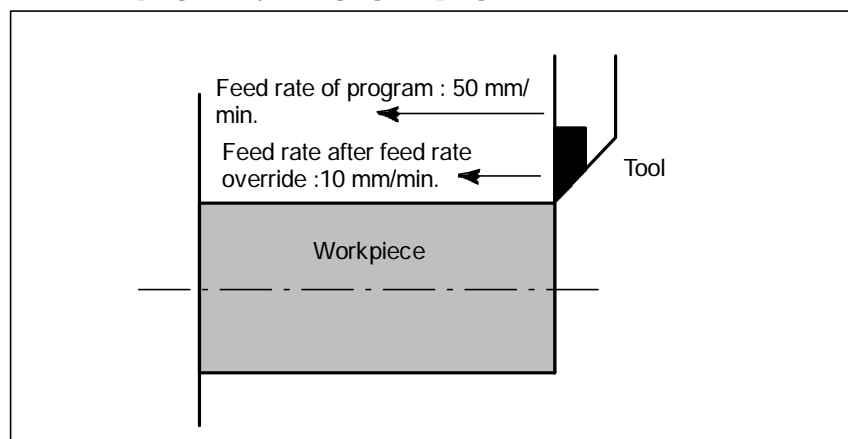 Feed rate of program : 50 mm/
min.
Feed rate after feed rate
override :10 mm/min.
Tool
Workpiece